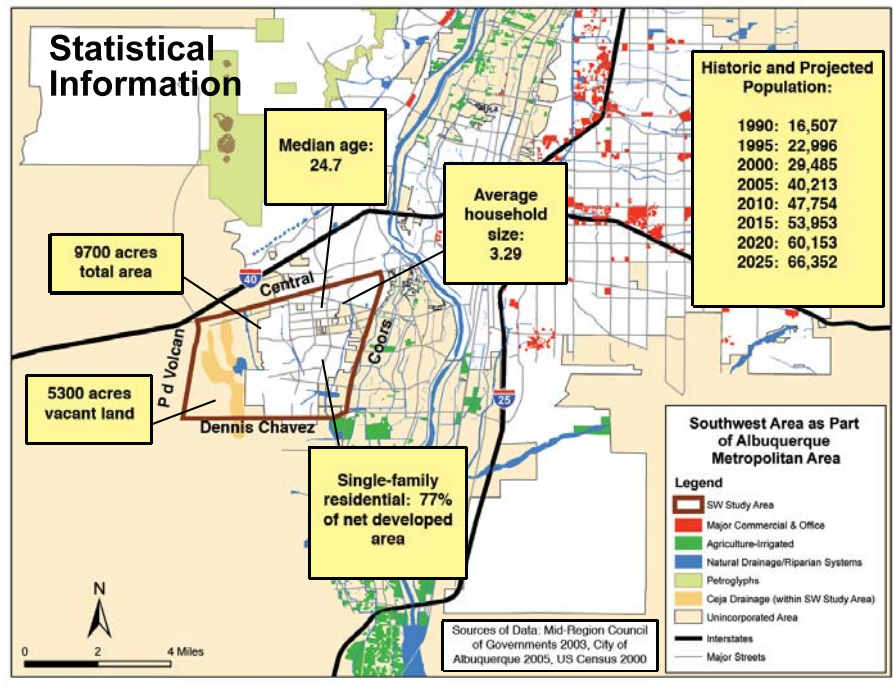 Statistical
Information
Historic and Projected
Population:
1990: 16,507
1995: 22,996
2000: 29,485
2005: 40,213
2010: 47,754
2015: 53,953
2020: 60,153
2025: 66,352
Median age:
24.7
Average
household
size:
3.29
9700 acres
total area
40
Central
Coors
P d Volcan
5300 acres
vacant land
Dennis Chavez
25
Single-family
residential: 77%
of net developed
area
Southwest Area as Part
of Albuquerque
Metropolitan Area
Legend
SW Study Area
Major Commercial & Office
Agriculture-Irrigated
Natural Drainage/Riparian Systems
Petroglyphs
Ceja Drainage (within SW Study Area)
Unincorporated Area
Interstates
Major Streets
N
0 2 4 Miles
Sources of Data: Mid-Region Council
of Governments 2003, City of
Albuquerque 2005, US Census 2000